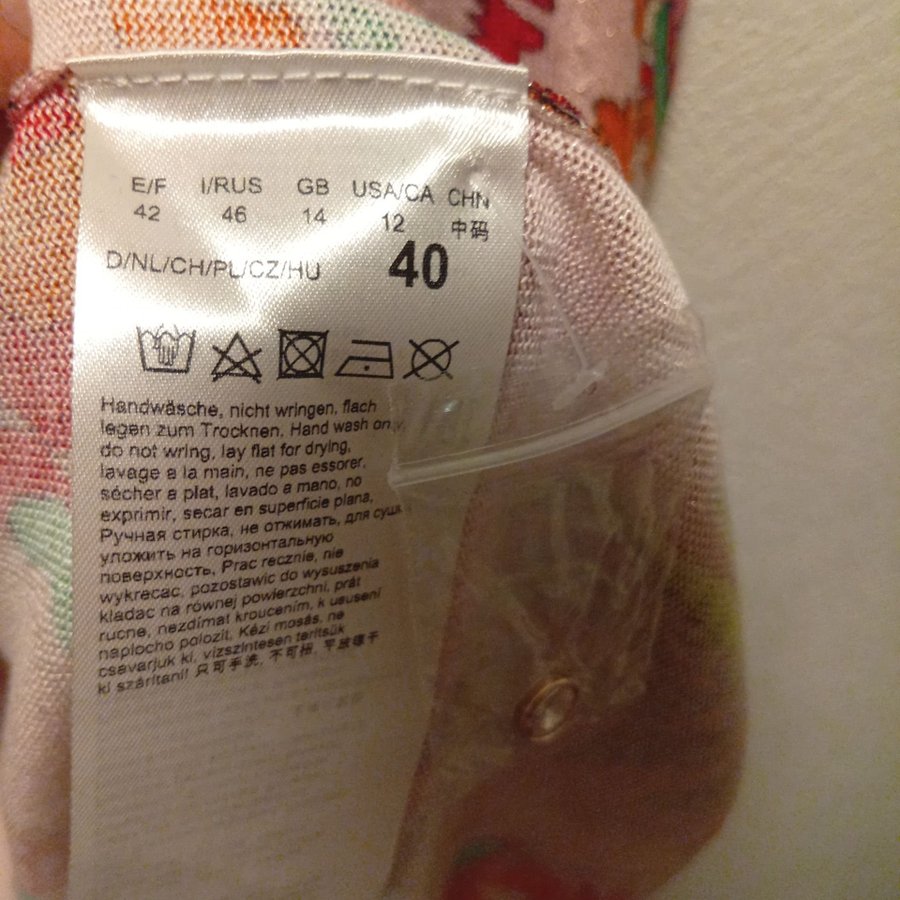 E/F I/RUS GB USA/CA CHN
42 46 14 12 中码
D/NL/CH/PL/CZ/HU 40
Handwäsche, nicht wringen, flach
legen zum Trocknen. Hand wash only,
do not wring, lay flat for drying,
lavage a la main, ne pas essorer,
sécher a plat, lavado a mano, no
exprimir, secar en superficie plana,
Ручная стирка, не отжимать, для суш
уложить на горизонтальную
поверхность, Prac recznie, nie
wykrecac, pozostawic do wysuszenia
kladac na równej powierzchni, prát
rucne, nezdímat kroucením, k ususení
naplocho polozit, Kézi mosás, ne
csavarjuk ki, vízszintesen terítsük
ki szárítani! 只可手洗, 不可扭, 平放晾干